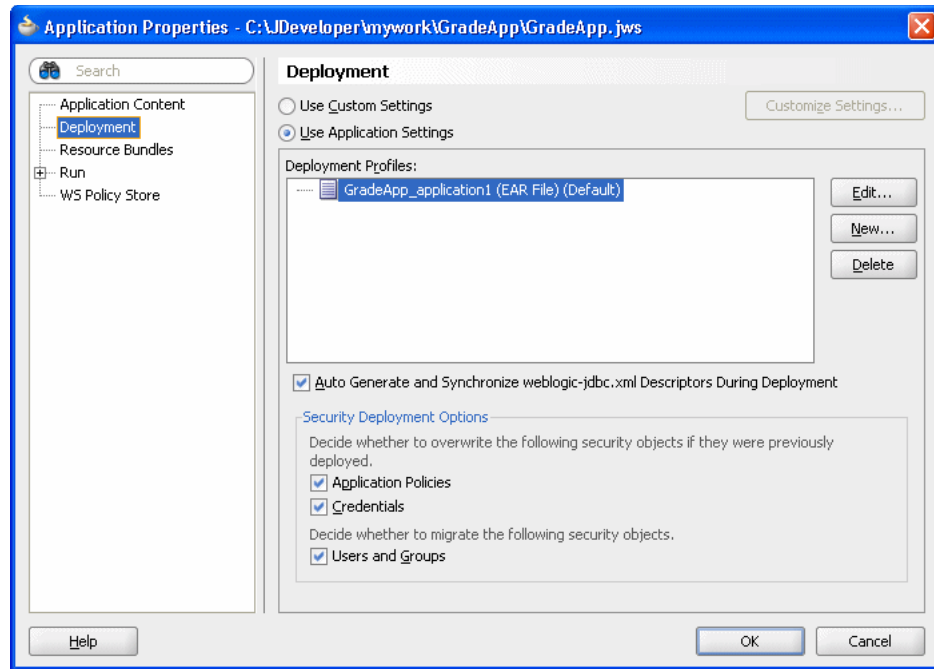 Application Properties - C:\JDeveloper\mywork\GradeApp\GradeApp.jws
Search
Application Content
Deployment
Resource Bundles
Run
WS Policy Store
Deployment
Use Custom Settings
Customize Settings...
Use Application Settings
Deployment Profiles:
GradeApp_application1 (EAR File) (Default)
Edit...
New...
Delete
Auto Generate and Synchronize weblogic-jdbc.xml Descriptors During Deployment
Security Deployment Options
Decide whether to overwrite the following security objects if they were previously
deployed.
Application Policies
Credentials
Decide whether to migrate the following security objects.
Users and Groups
Help
OK
Cancel